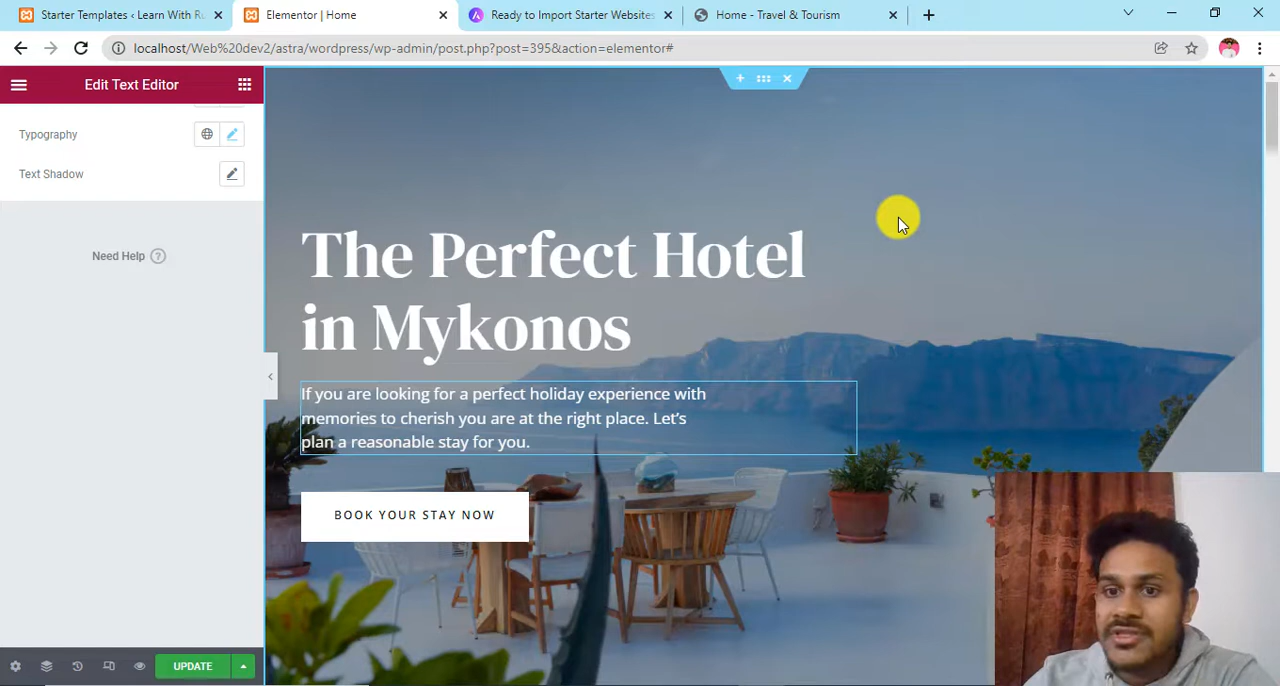 Starter Templates ‹ Learn With Ru
Elementor | Home
Ready to Import Starter Websites
Home - Travel & Tourism
localhost/Web%20dev2/astra/wordpress/wp-admin/post.php?post=395&action=elementor#
Edit Text Editor
Typography
Text Shadow
Need Help ?
The Perfect Hotel
in Mykonos
If you are looking for a perfect holiday experience with
memories to cherish you are at the right place. Let's
plan a reasonable stay for you.
BOOK YOUR STAY NOW
UPDATE